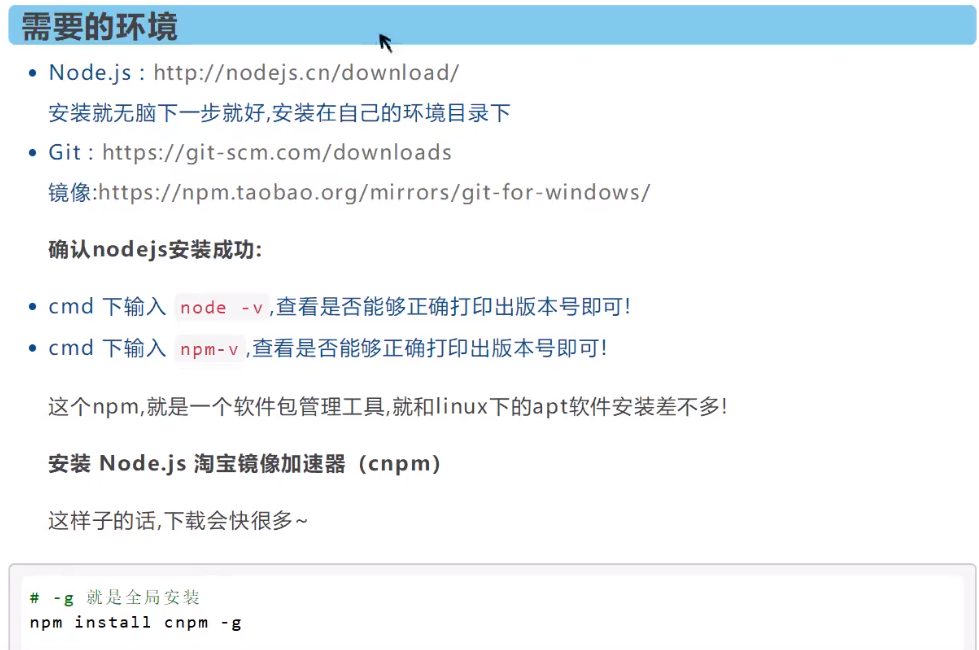 需要的环境
Node.js : http://nodejs.cn/download/
安装就无脑下一步就好,安装在自己的环境目录下
Git : https://git-scm.com/downloads
镜像:https://npm.taobao.org/mirrors/git-for-windows/
确认nodejs安装成功:
cmd 下输入 node -v,查看是否能够正确打印出版本号即可!
cmd 下输入 npm-v,查看是否能够正确打印出版本号即可!
这个npm,就是一个软件包管理工具,就和linux下的apt软件安装差不多!
安装 Node.js 淘宝镜像加速器（cnpm）
这样子的话,下载会快很多~
# -g 就是全局安装
npm install cnpm -g